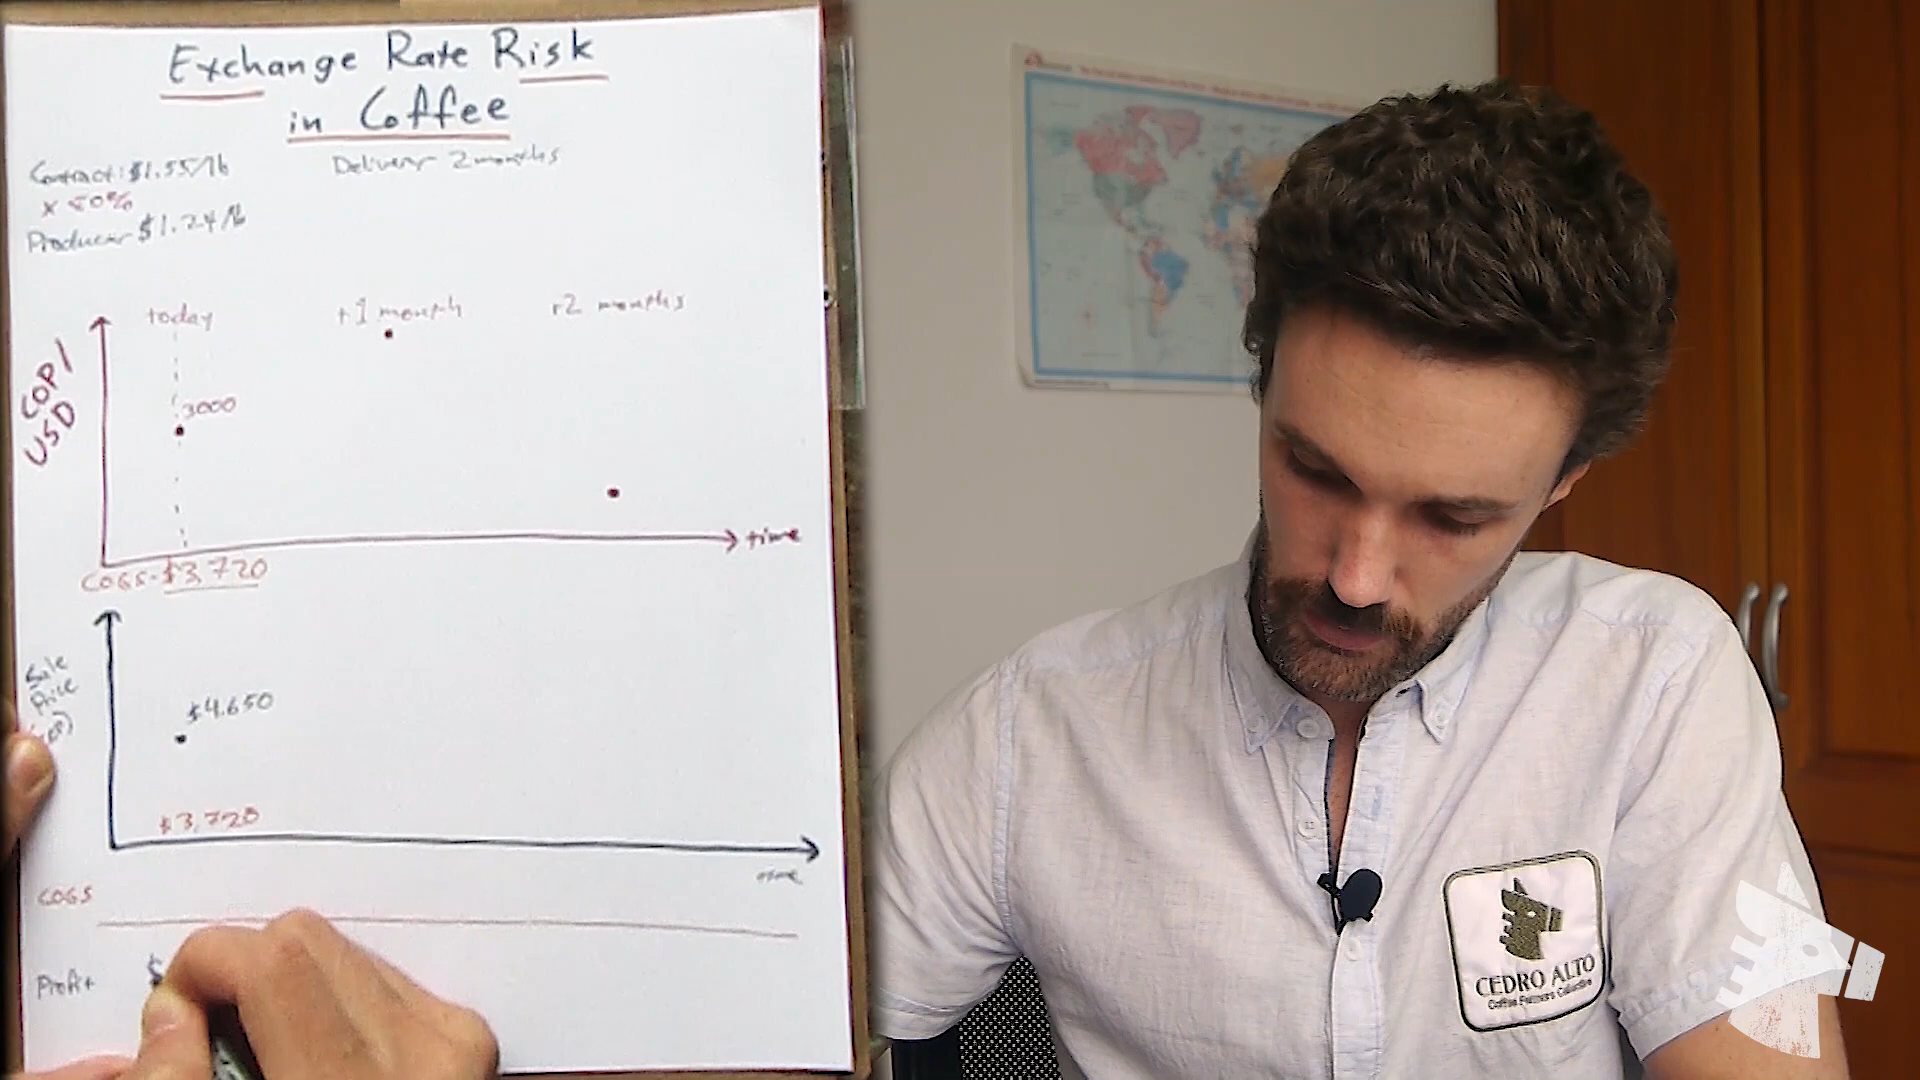 Exchange Rate Risk
in Coffee
Contract: $1.55/lb
Delivery 2 months
x 80%
Producer $1.24/lb
today
+1 month
+2 months
COP/
USD
3000
time
COGS - $3,720
Sale
Price
$4.650
$3,720
time
COGS
Profit
$
CEDRO ALTO
Coffee Farmers Collective